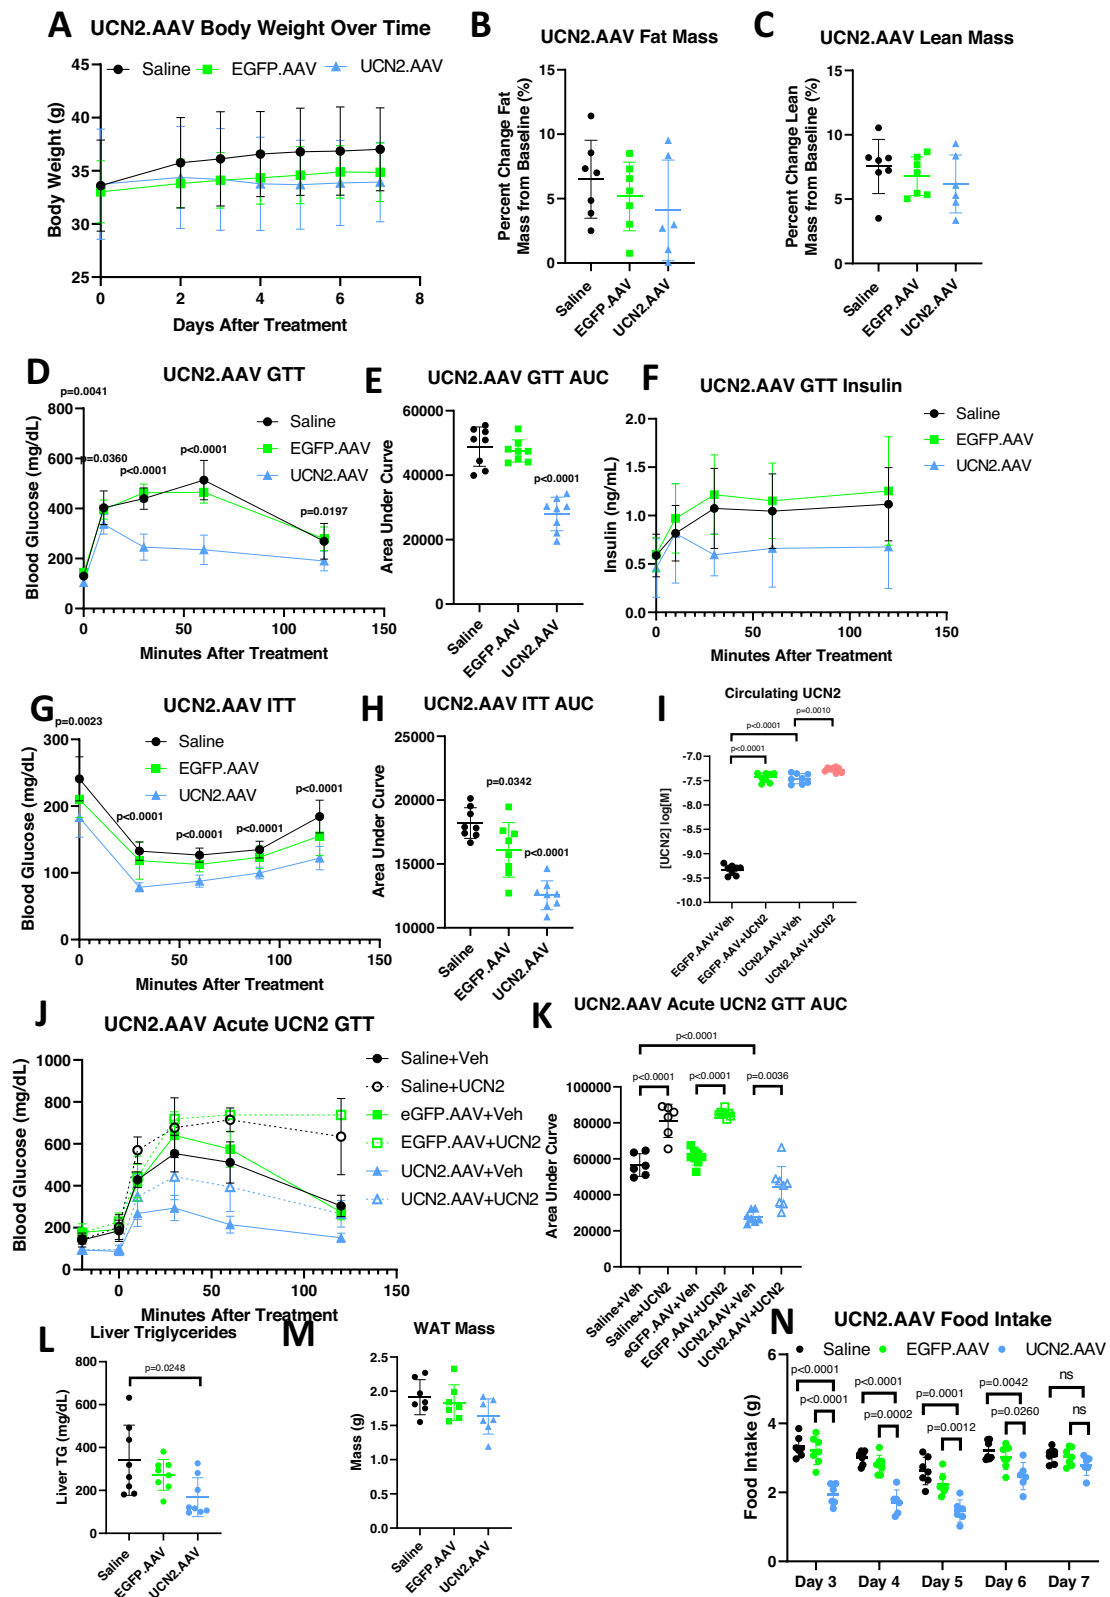 A
UCN2.AAV Body Weight Over Time
Saline
EGFP.AAV
UCN2.AAV
Body Weight (g)
45
40
35
30
25
0
2
4
6
8
Days After Treatment
B
UCN2.AAV Fat Mass
Percent Change Fat
Mass from Baseline (%)
15
10
5
0
Saline
EGFP.AAV
UCN2.AAV
C
UCN2.AAV Lean Mass
Percent Change Lean
Mass from Baseline (%)
15
10
5
0
Saline
EGFP.AAV
UCN2.AAV
D
UCN2.AAV GTT
p=0.0041
p=0.0360
p<0.0001
p<0.0001
p=0.0197
Saline
EGFP.AAV
UCN2.AAV
Blood Glucose (mg/dL)
800
600
400
200
0
0
50
100
150
Minutes After Treatment
E
UCN2.AAV GTT AUC
Area Under Curve
60000
40000
20000
0
p<0.0001
Saline
EGFP.AAV
UCN2.AAV
F
UCN2.AAV GTT Insulin
Saline
EGFP.AAV
UCN2.AAV
Insulin (ng/mL)
2.0
1.5
1.0
0.5
0.0
0
50
100
150
Minutes After Treatment
G
UCN2.AAV ITT
p=0.0023
Saline
EGFP.AAV
UCN2.AAV
p<0.0001
p<0.0001
p<0.0001
p<0.0001
Blood Glucose (mg/dL)
300
200
100
0
0
50
100
150
Minutes After Treatment
H
UCN2.AAV ITT AUC
Area Under Curve
25000
20000
15000
10000
p=0.0342
p<0.0001
Saline
EGFP.AAV
UCN2.AAV
I
Circulating UCN2
p=0.0010
p<0.0001
p<0.0001
[UCN2] log[M]
-7.0
-7.5
-8.0
-8.5
-9.0
-9.5
-10.0
EGFP.AAV+Veh
EGFP.AAV+UCN2
UCN2.AAV+Veh
UCN2.AAV+UCN2
J
UCN2.AAV Acute UCN2 GTT
Saline+Veh
Saline+UCN2
eGFP.AAV+Veh
EGFP.AAV+UCN2
UCN2.AAV+Veh
UCN2.AAV+UCN2
Blood Glucose (mg/dL)
1000
800
600
400
200
0
0
50
100
150
Minutes After Treatment
K
UCN2.AAV Acute UCN2 GTT AUC
p<0.0001
p<0.0001
p<0.0001
p=0.0036
Area Under Curve
100000
80000
60000
40000
20000
0
Saline+Veh
Saline+UCN2
eGFP.AAV+Veh
EGFP.AAV+UCN2
UCN2.AAV+Veh
UCN2.AAV+UCN2
L
Liver Triglycerides
p=0.0248
Liver TG (mg/dL)
800
600
400
200
0
Saline
EGFP.AAV
UCN2.AAV
M
WAT Mass
Mass (g)
2.5
2.0
1.5
1.0
0.5
0.0
Saline
EGFP.AAV
UCN2.AAV
N
UCN2.AAV Food Intake
Saline
EGFP.AAV
UCN2.AAV
p<0.0001
p<0.0001
p<0.0001
p=0.0002
p=0.0001
p=0.0012
p=0.0042
p=0.0260
ns
ns
Food Intake (g)
6
4
2
0
Day 3
Day 4
Day 5
Day 6
Day 7